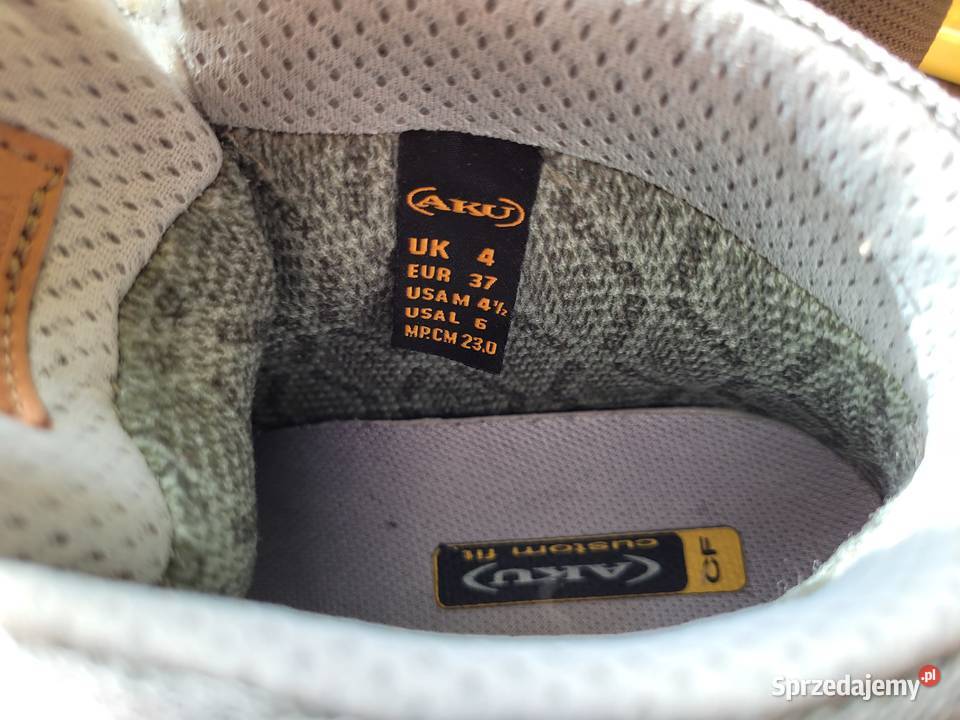 (AKU)
UK 4
EUR 37
USA M 4½
USA L 6
MP.CM 23.0
custom fit.
(AKU)
CF
Sprzedajemy.pl